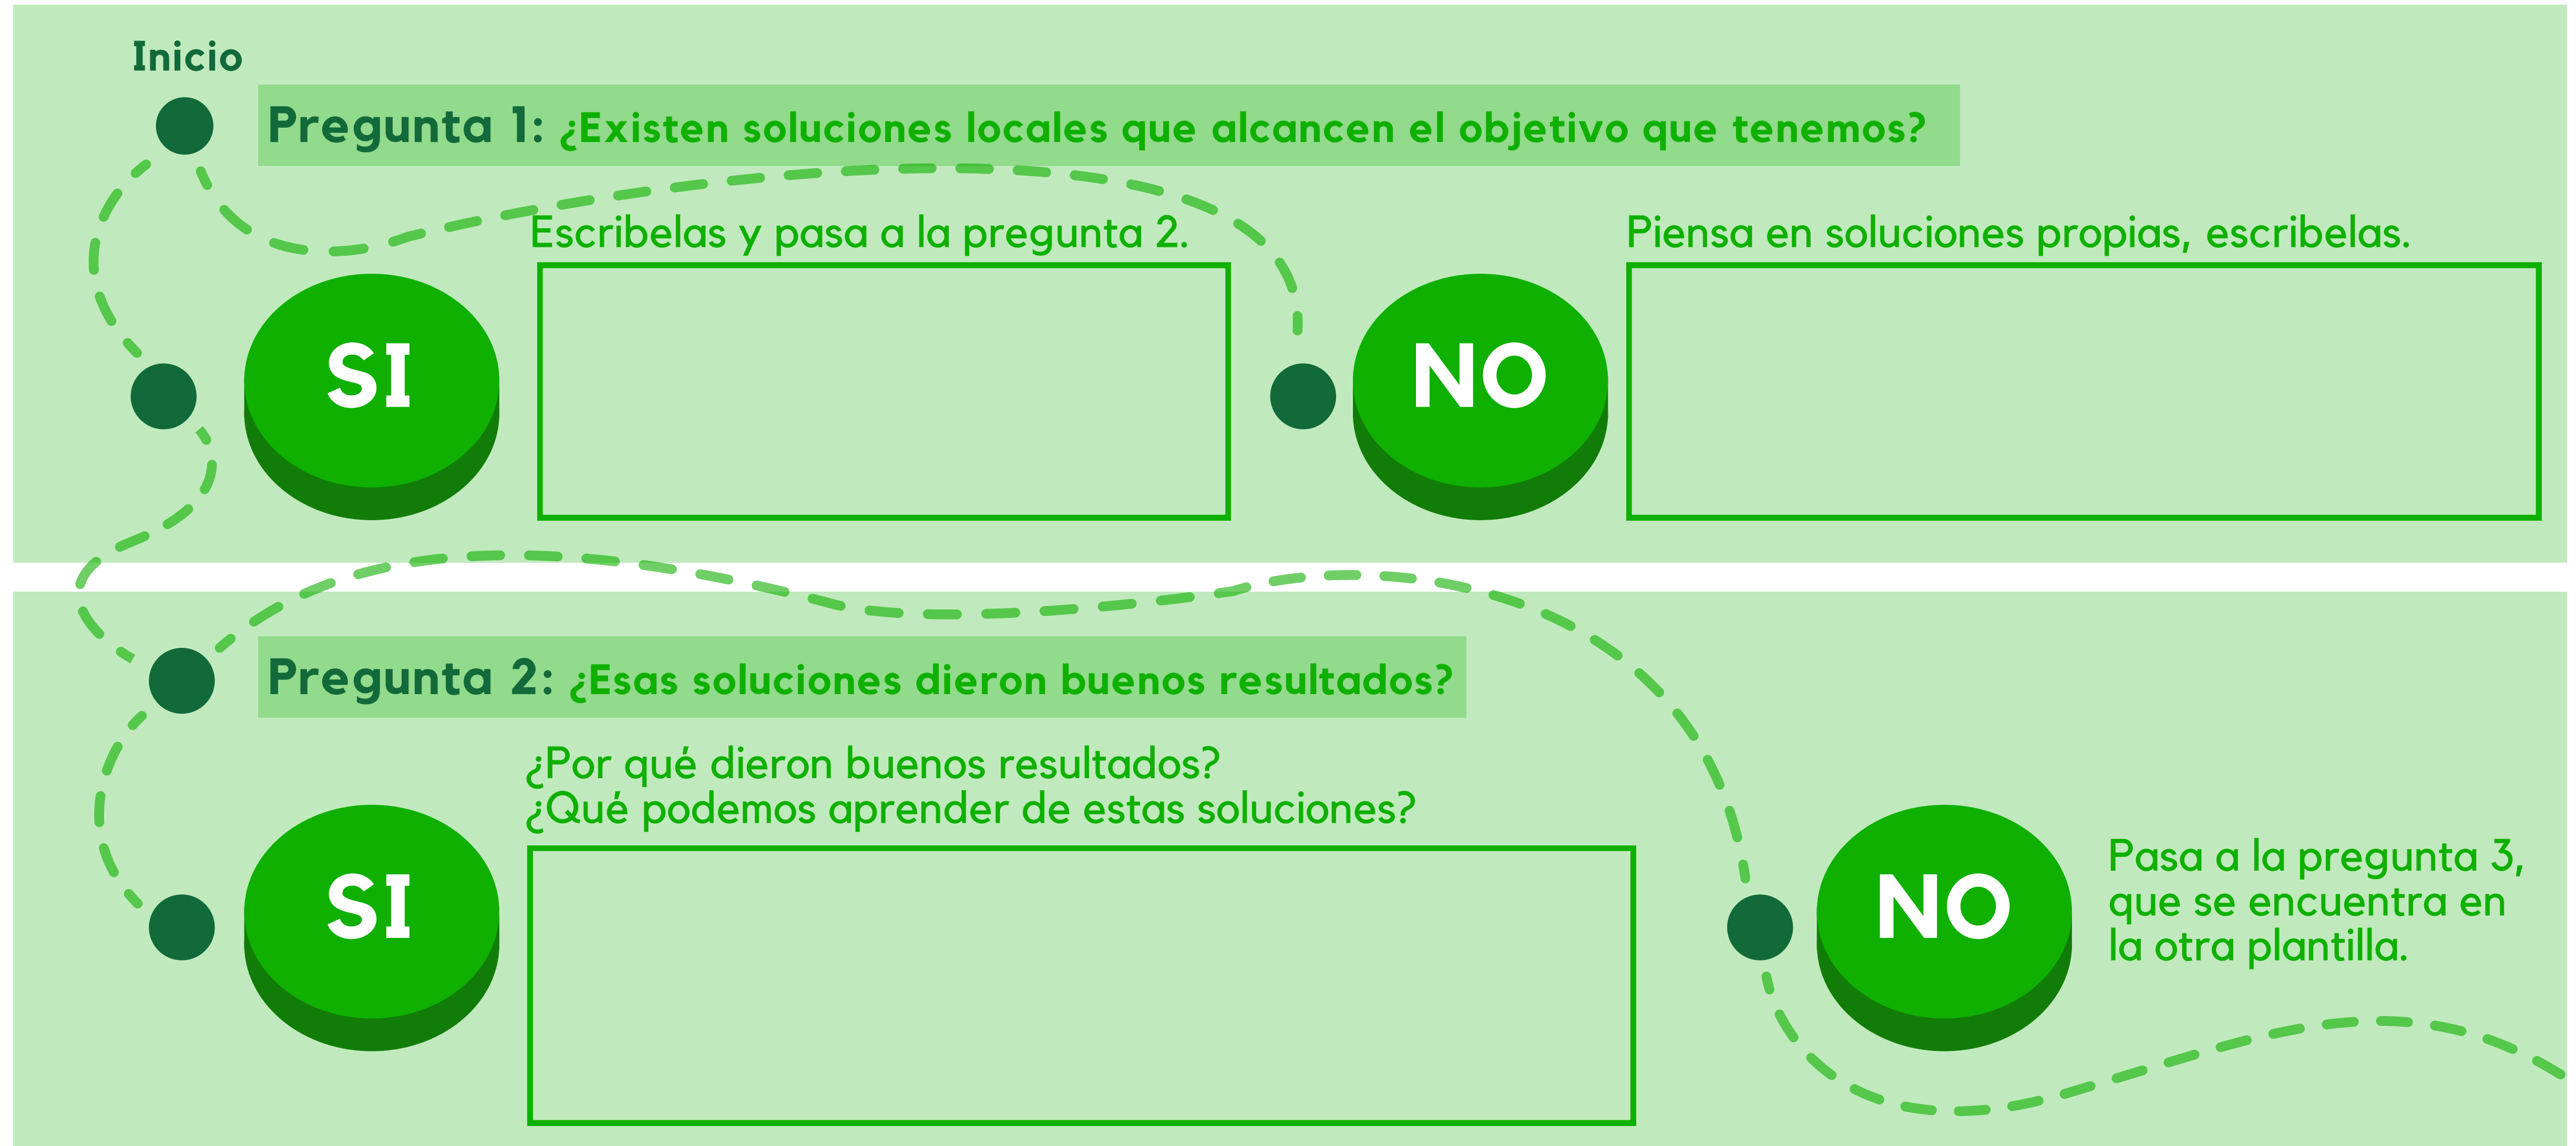 Inicio
Pregunta 1: ¿Existen soluciones locales que alcancen el objetivo que tenemos?
Escribelas y pasa a la pregunta 2.
SI
Piensa en soluciones propias, escribelas.
NO
Pregunta 2: ¿Esas soluciones dieron buenos resultados?
¿Por qué dieron buenos resultados?
¿Qué podemos aprender de estas soluciones?
SI
NO
Pasa a la pregunta 3,
que se encuentra en
la otra plantilla.